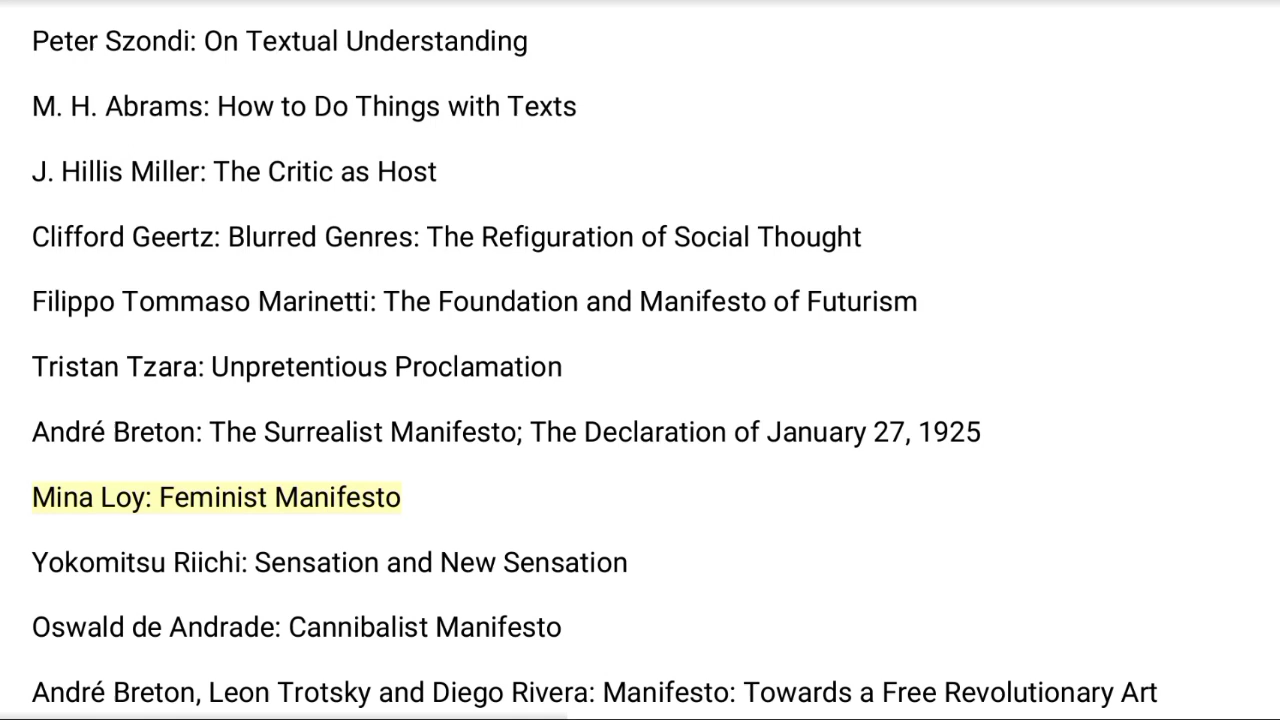 Peter Szondi: On Textual Understanding
M. H. Abrams: How to Do Things with Texts
J. Hillis Miller: The Critic as Host
Clifford Geertz: Blurred Genres: The Refiguration of Social Thought
Filippo Tommaso Marinetti: The Foundation and Manifesto of Futurism
Tristan Tzara: Unpretentious Proclamation
André Breton: The Surrealist Manifesto; The Declaration of January 27, 1925
Mina Loy: Feminist Manifesto
Yokomitsu Riichi: Sensation and New Sensation
Oswald de Andrade: Cannibalist Manifesto
André Breton, Leon Trotsky and Diego Rivera: Manifesto: Towards a Free Revolutionary Art